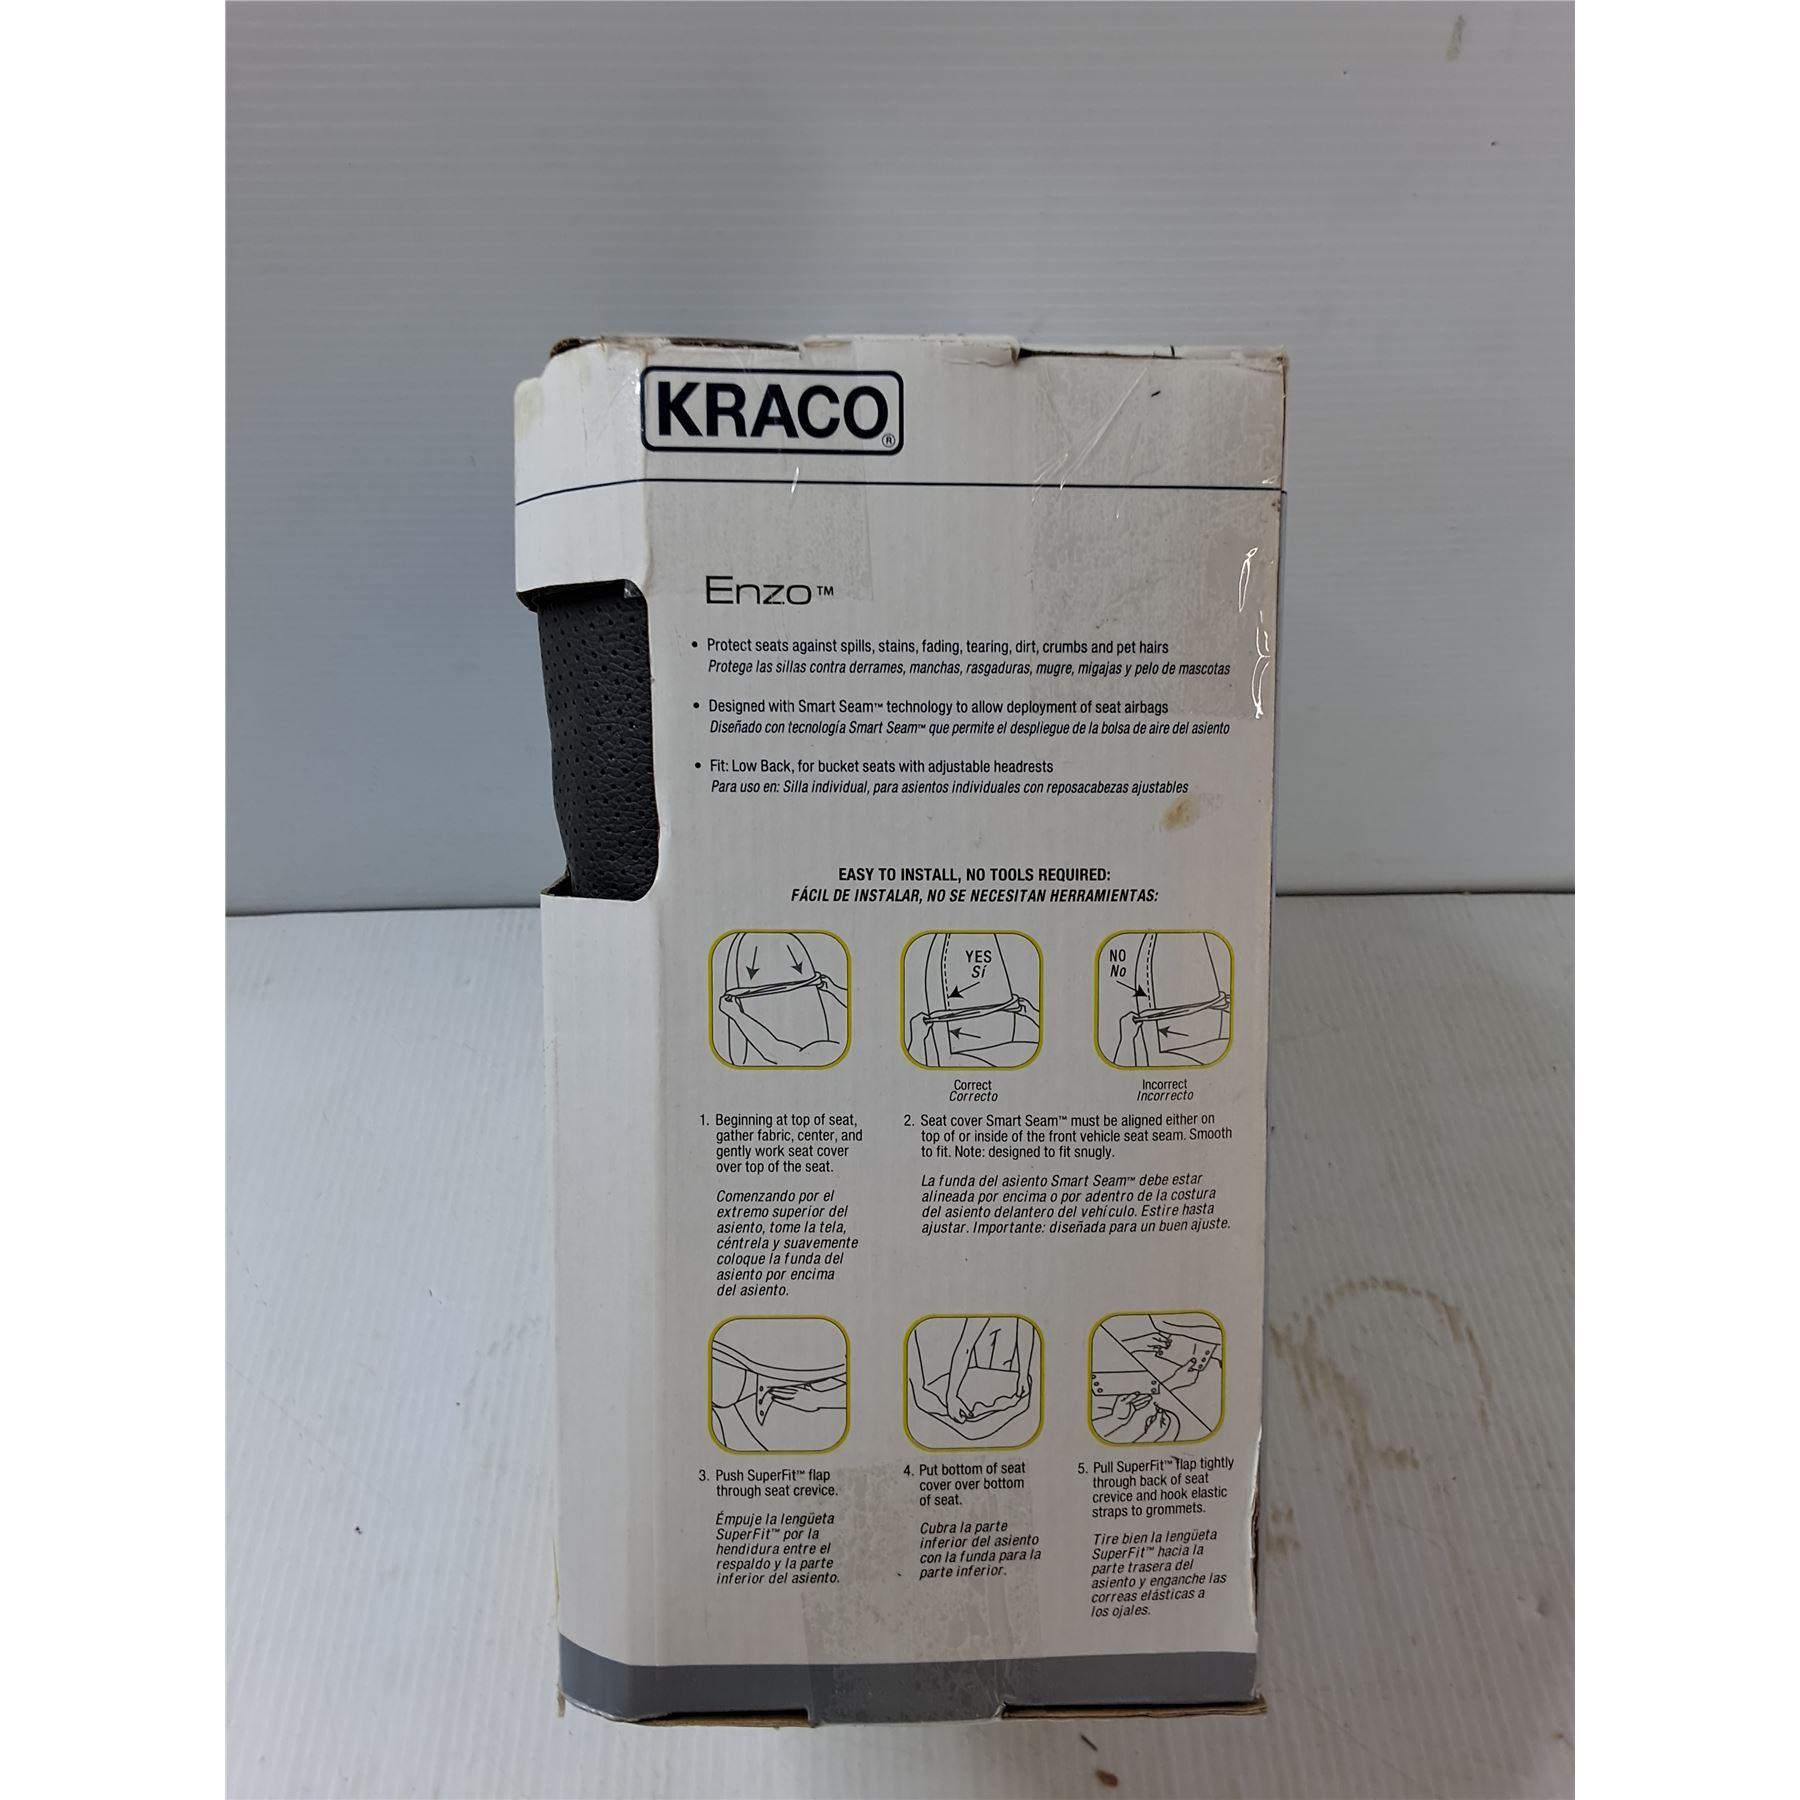 KRACO®
Enzo™
• Protect seats against spills, stains, fading, tearing, dirt, crumbs and pet hairs
Protege las sillas contra derrames, manchas, rasgaduras, mugre, migajas y pelo de mascotas
• Designed with Smart Seam™ technology to allow deployment of seat airbags
Diseñado con tecnología Smart Seam™ que permite el despliegue de la bolsa de aire del asiento
• Fit: Low Back, for bucket seats with adjustable headrests
Para uso en: Silla individual, para asientos individuales con reposacabezas ajustables
EASY TO INSTALL, NO TOOLS REQUIRED:
FÁCIL DE INSTALAR, NO SE NECESITAN HERRAMIENTAS:
YES
Sí
NO
No
Correct
Correcto
Incorrect
Incorrecto
1. Beginning at top of seat,
gather fabric, center, and
gently work seat cover
over top of the seat.
Comenzando por el
extremo superior del
asiento, tome la tela,
céntrela y suavemente
coloque la funda del
asiento por encima
del asiento.
2. Seat cover Smart Seam™ must be aligned either on
top of or inside of the front vehicle seat seam. Smooth
to fit. Note: designed to fit snugly.
La funda del asiento Smart Seam™ debe estar
alineada por encima o por adentro de la costura
del asiento delantero del vehículo. Estire hasta
ajustar. Importante: diseñada para un buen ajuste.
3. Push SuperFit™ flap
through seat crevice.
Émpuje la lengüeta
SuperFit™ por la
hendidura entre el
respaldo y la parte
inferior del asiento.
4. Put bottom of seat
cover over bottom
of seat.
Cubra la parte
inferior del asiento
con la funda para la
parte inferior.
5. Pull SuperFit™ flap tightly
through back of seat
crevice and hook elastic
straps to grommets.
Tire bien la lengüeta
SuperFit™ hacia la
parte trasera del
asiento y enganche las
correas elásticas a
los ojales.